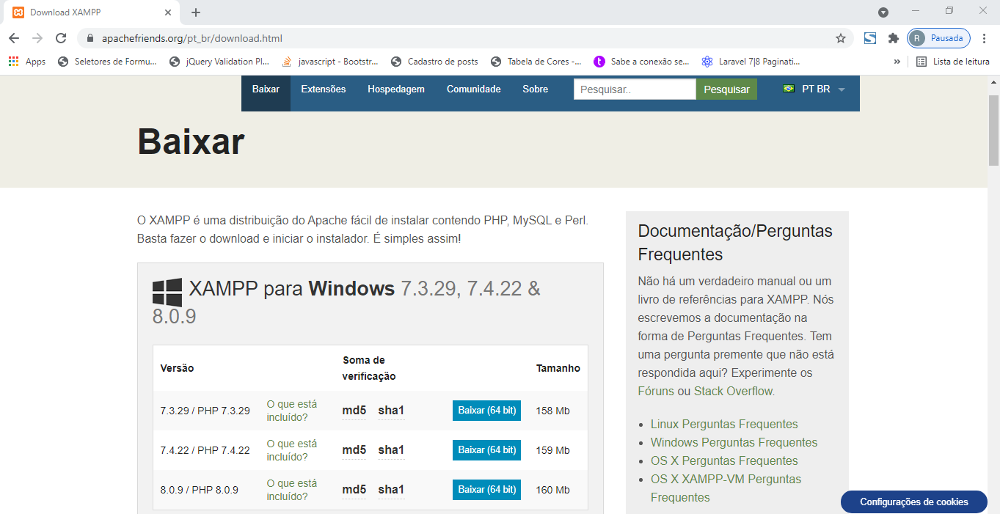 Download XAMPP
apachefriends.org/pt_br/download.html
R Pausada
Apps Seletores de Formu... jQuery Validation Pl... javascript - Bootstr... Cadastro de posts Tabela de Cores -... t Sabe a conexão se... Laravel 7|8 Paginati... » Lista de leitura
Baixar Extensões Hospedagem Comunidade Sobre Pesquisar.. Pesquisar PT BR
Baixar
O XAMPP é uma distribuição do Apache fácil de instalar contendo PHP, MySQL e Perl.
Basta fazer o download e iniciar o instalador. É simples assim!
XAMPP para Windows 7.3.29, 7.4.22 &
8.0.9
Versão Soma de verificação Tamanho
7.3.29 / PHP 7.3.29 O que está incluído? md5 sha1 Baixar (64 bit) 158 Mb
7.4.22 / PHP 7.4.22 O que está incluído? md5 sha1 Baixar (64 bit) 159 Mb
8.0.9 / PHP 8.0.9 O que está incluído? md5 sha1 Baixar (64 bit) 160 Mb
Documentação/Perguntas
Frequentes
Não há um verdadeiro manual ou um
livro de referências para XAMPP. Nós
escrevemos a documentação na
forma de Perguntas Frequentes. Tem
uma pergunta premente que não está
respondida aqui? Experimente os
Fóruns ou Stack Overflow.
Linux Perguntas Frequentes
Windows Perguntas Frequentes
OS X Perguntas Frequentes
OS X XAMPP-VM Perguntas
Frequentes
Configurações de cookies